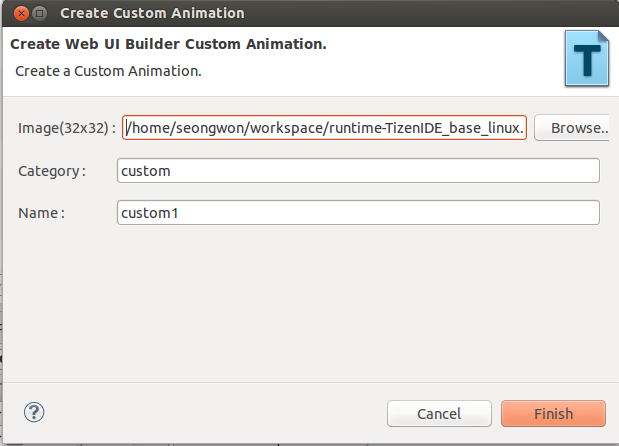 Create Custom Animation
Create Web UI Builder Custom Animation.
Create a Custom Animation.
T
Image(32x32) : /home/seongwon/workspace/runtime-TizenIDE_base_linux. Browse..
Category : custom
Name : custom1
? Cancel Finish